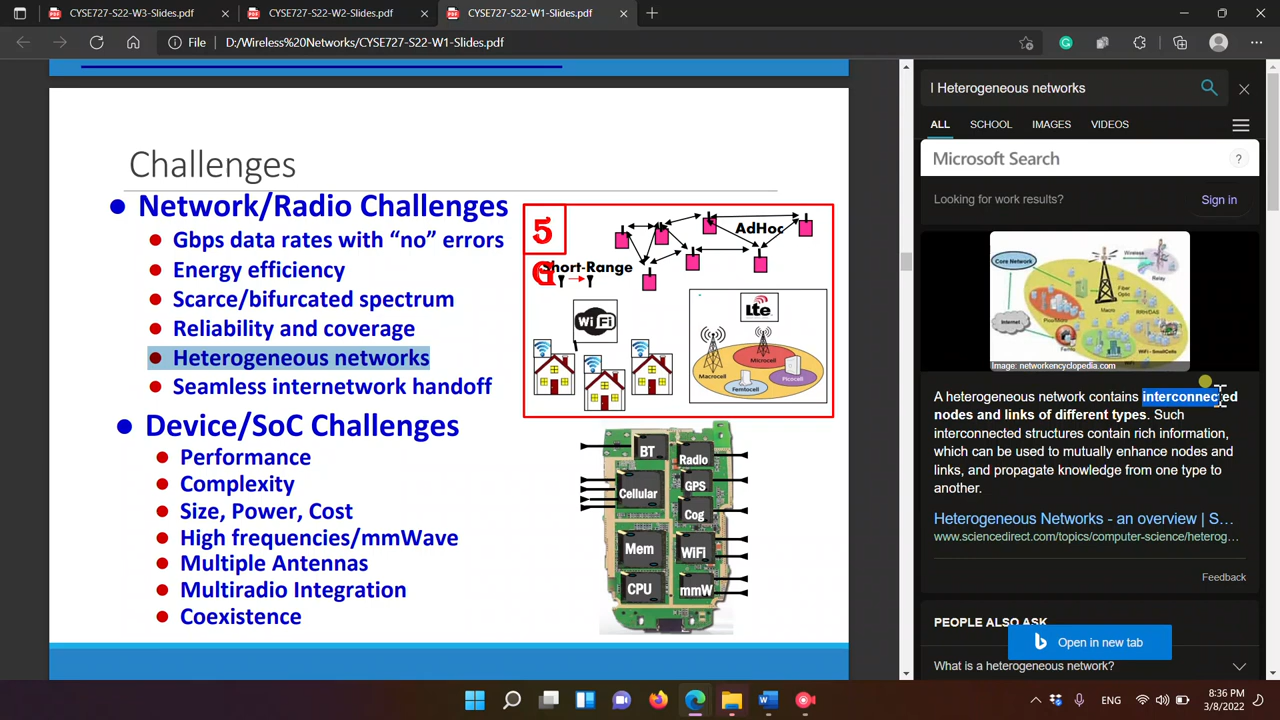 CYSE727-S22-W3-Slides.pdf
CYSE727-S22-W2-Slides.pdf
CYSE727-S22-W1-Slides.pdf
File
D:/Wireless%20Networks/CYSE727-S22-W1-Slides.pdf
Challenges
Network/Radio Challenges
Gbps data rates with “no” errors
Energy efficiency
Scarce/bifurcated spectrum
Reliability and coverage
Heterogeneous networks
Seamless internetwork handoff
Device/SoC Challenges
Performance
Complexity
Size, Power, Cost
High frequencies/mmWave
Multiple Antennas
Multiradio Integration
Coexistence
5
G
AdHoc
Short-Range
WiFi
Lte
Macrocell
Microcell
Picocell
Femtocell
BT
Radio
GPS
Cellular
Cog
Mem
WiFi
CPU
mmW
l Heterogeneous networks
ALL
SCHOOL
IMAGES
VIDEOS
Microsoft Search
?
Looking for work results?
Sign in
Core Network
Wireless
Relay
Fiber
Optic
Macro
Internet
Image: networkencyclopedia.com
A heterogeneous network contains interconnected
nodes and links of different types. Such
interconnected structures contain rich information,
which can be used to mutually enhance nodes and
links, and propagate knowledge from one type to
another.
Heterogeneous Networks - an overview | S...
www.sciencedirect.com/topics/computer-science/heterog...
Feedback
PEOPLE ALSO ASK
Open in new tab
What is a heterogeneous network?
ENG
8:36 PM
3/8/2022